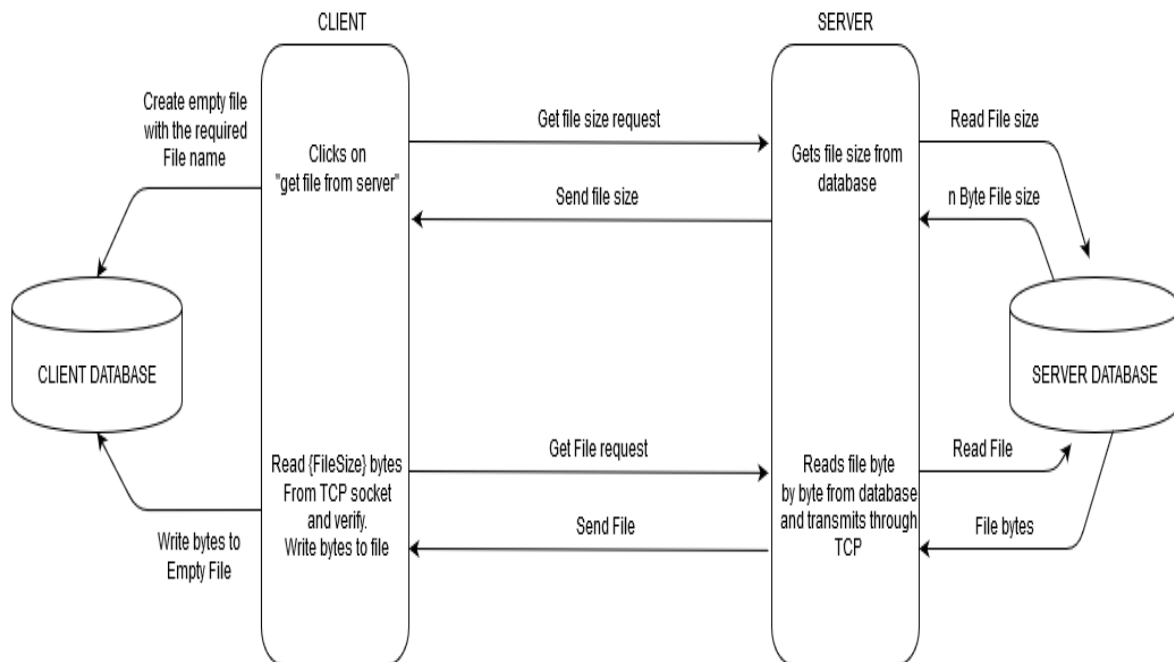 CLIENT
SERVER
Create empty file
with the required
File name
Clicks on
"get file from server"
Get file size request
Send file size
Gets file size from
database
Read File size
n Byte File size
CLIENT DATABASE
SERVER DATABASE
Read {FileSize} bytes
From TCP socket
and verify.
Write bytes to file
Get File request
Send File
Reads file byte
by byte from database
and transmits through
TCP
Read File
File bytes
Write bytes to
Empty File